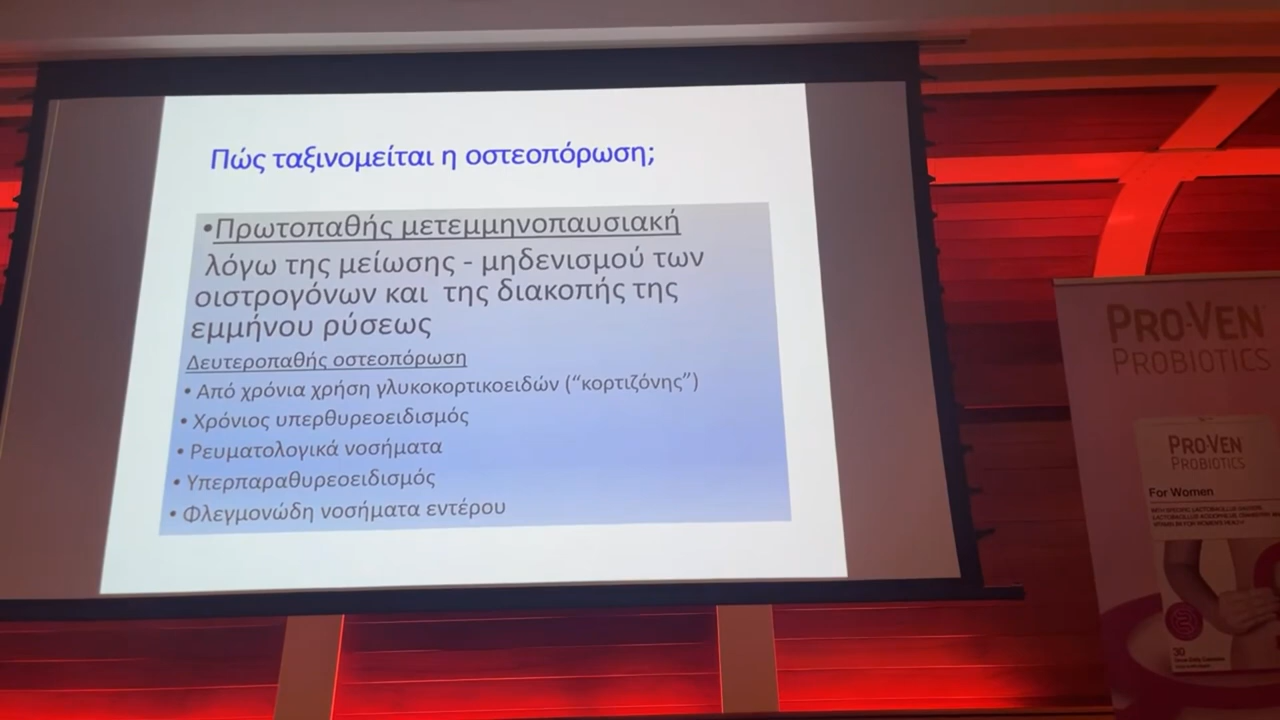 Πώς ταξινομείται η οστεοπόρωση;
•Πρωτοπαθής μετεμμηνοπαυσιακή
λόγω της μείωσης - μηδενισμού των
οιστρογόνων και της διακοπής της
εμμήνου ρύσεως
Δευτεροπαθής οστεοπόρωση
• Από χρόνια χρήση γλυκοκορτικοειδών (“κορτιζόνης”)
• Χρόνιος υπερθυρεοειδισμός
• Ρευματολογικά νοσήματα
• Υπερπαραθυρεοειδισμός
• Φλεγμονώδη νοσήματα εντέρου
PRO-VEN
PROBIOTICS
PRO-VEN
PROBIOTICS
For Women
30